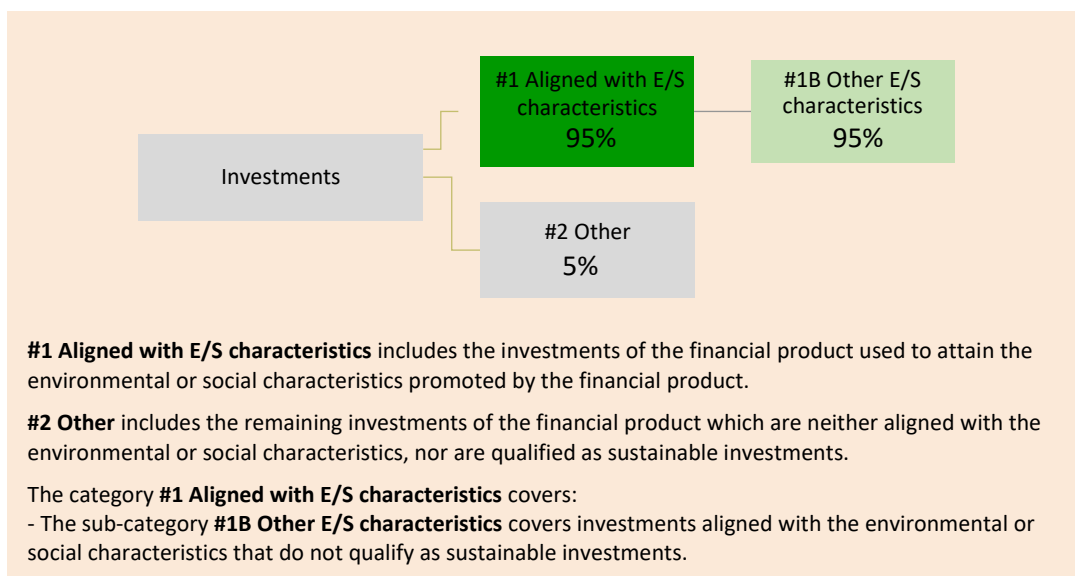 #1 Aligned with E/S
characteristics
95%
#1B Other E/S
characteristics
95%
Investments
#2 Other
5%
#1 Aligned with E/S characteristics includes the investments of the financial product used to attain the
environmental or social characteristics promoted by the financial product.
#2 Other includes the remaining investments of the financial product which are neither aligned with the
environmental or social characteristics, nor are qualified as sustainable investments.
The category #1 Aligned with E/S characteristics covers:
- The sub-category #1B Other E/S characteristics covers investments aligned with the environmental or
social characteristics that do not qualify as sustainable investments.